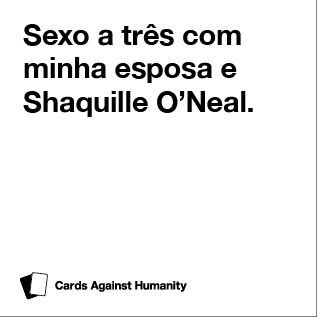 Sexo a três com
minha esposa e
Shaquille O’Neal.
Cards Against Humanity